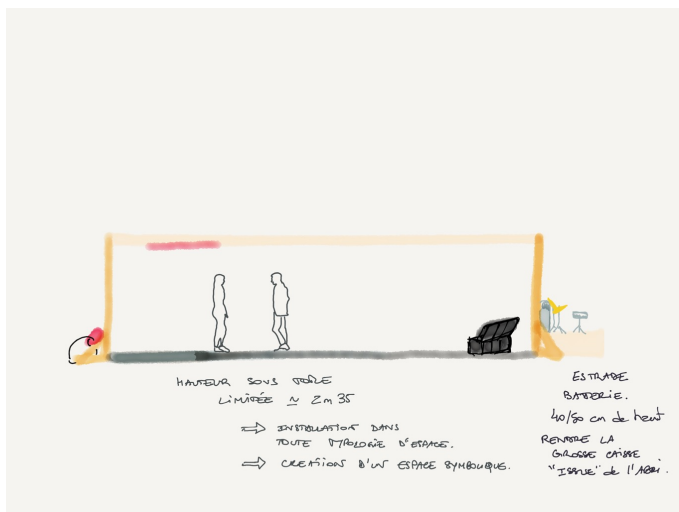 HAUTEUR SOUS TOILE
LIMITÉE ≃ 2m35
⇒ INSTALLATION DANS
TOUTE TYPOLOGIE D'ESPACE.
⇒ CREATION D'UN ESPACE SYMBOLIQUE.
ESTRADE
BATTERIE.
40/50 cm de haut
RENDRE LA
GROSSE CAISSE
"ISSUE" de l'ABRI.